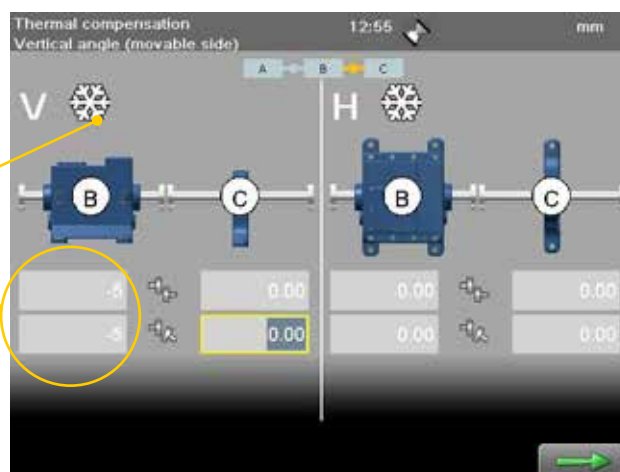 Thermal compensation 12:55 mm
Vertical angle (movable side)
A B C
V H
B C B C
-5 0.00 0.00 0.00
-5 0.00 0.00 0.00